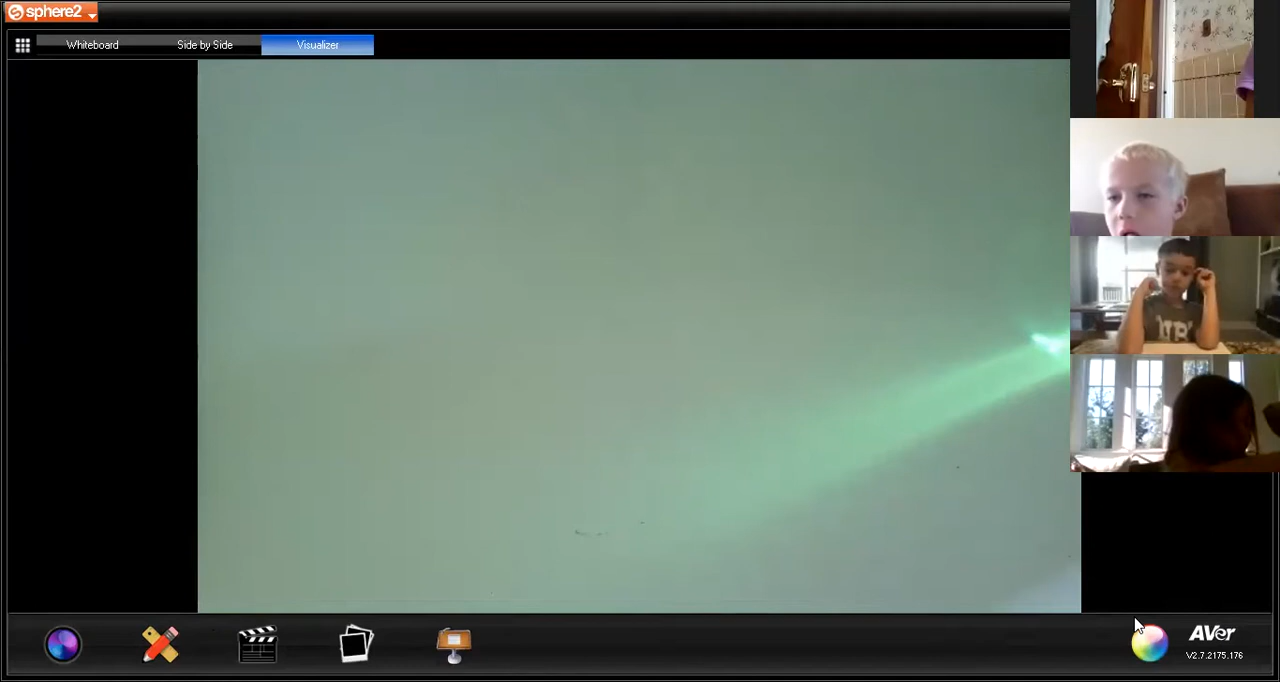 sphere2
Whiteboard
Side by Side
Visualizer
AVer
V2.7.2175.176